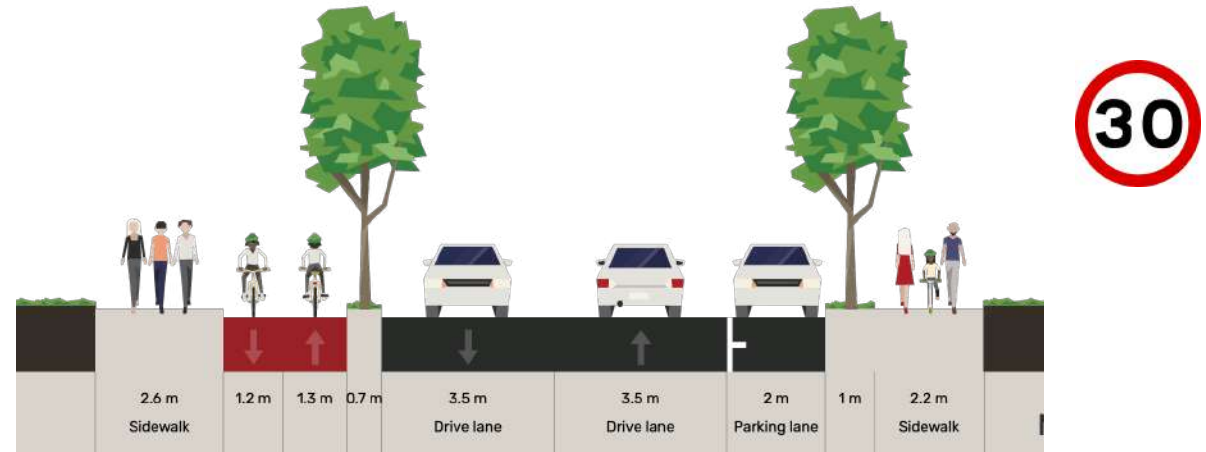 30
2.6 m
Sidewalk
1.2 m
1.3 m
0.7 m
3.5 m
Drive lane
3.5 m
Drive lane
2 m
Parking lane
1 m
2.2 m
Sidewalk